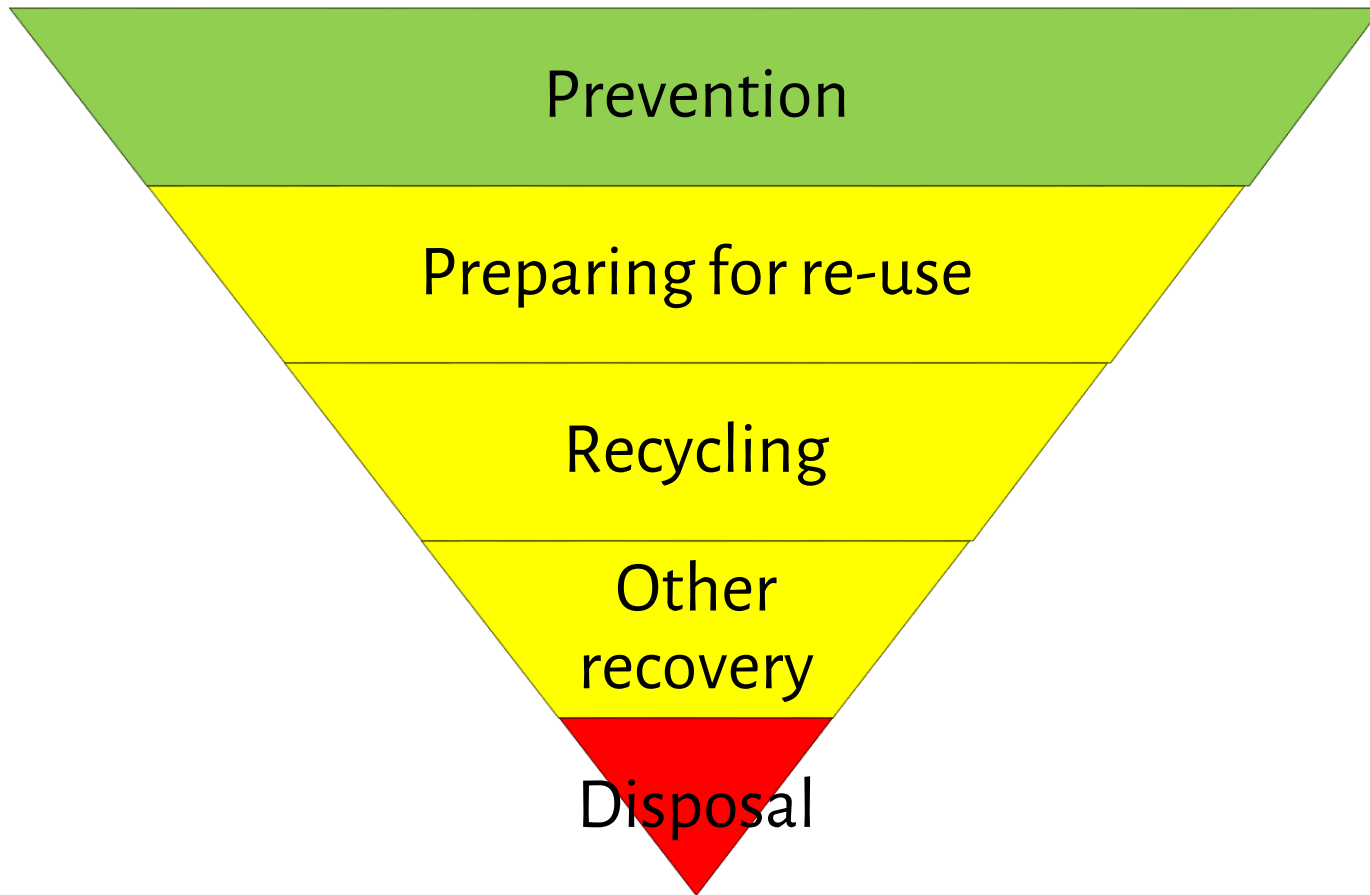 Prevention
Preparing for re-use
Recycling
Other
recovery
Disposal